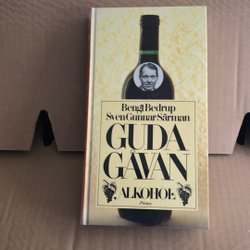 Bengt Bedrup
Sven Gunnar Särman
GUDA
GÅVAN
ALKOHOL
Prisma